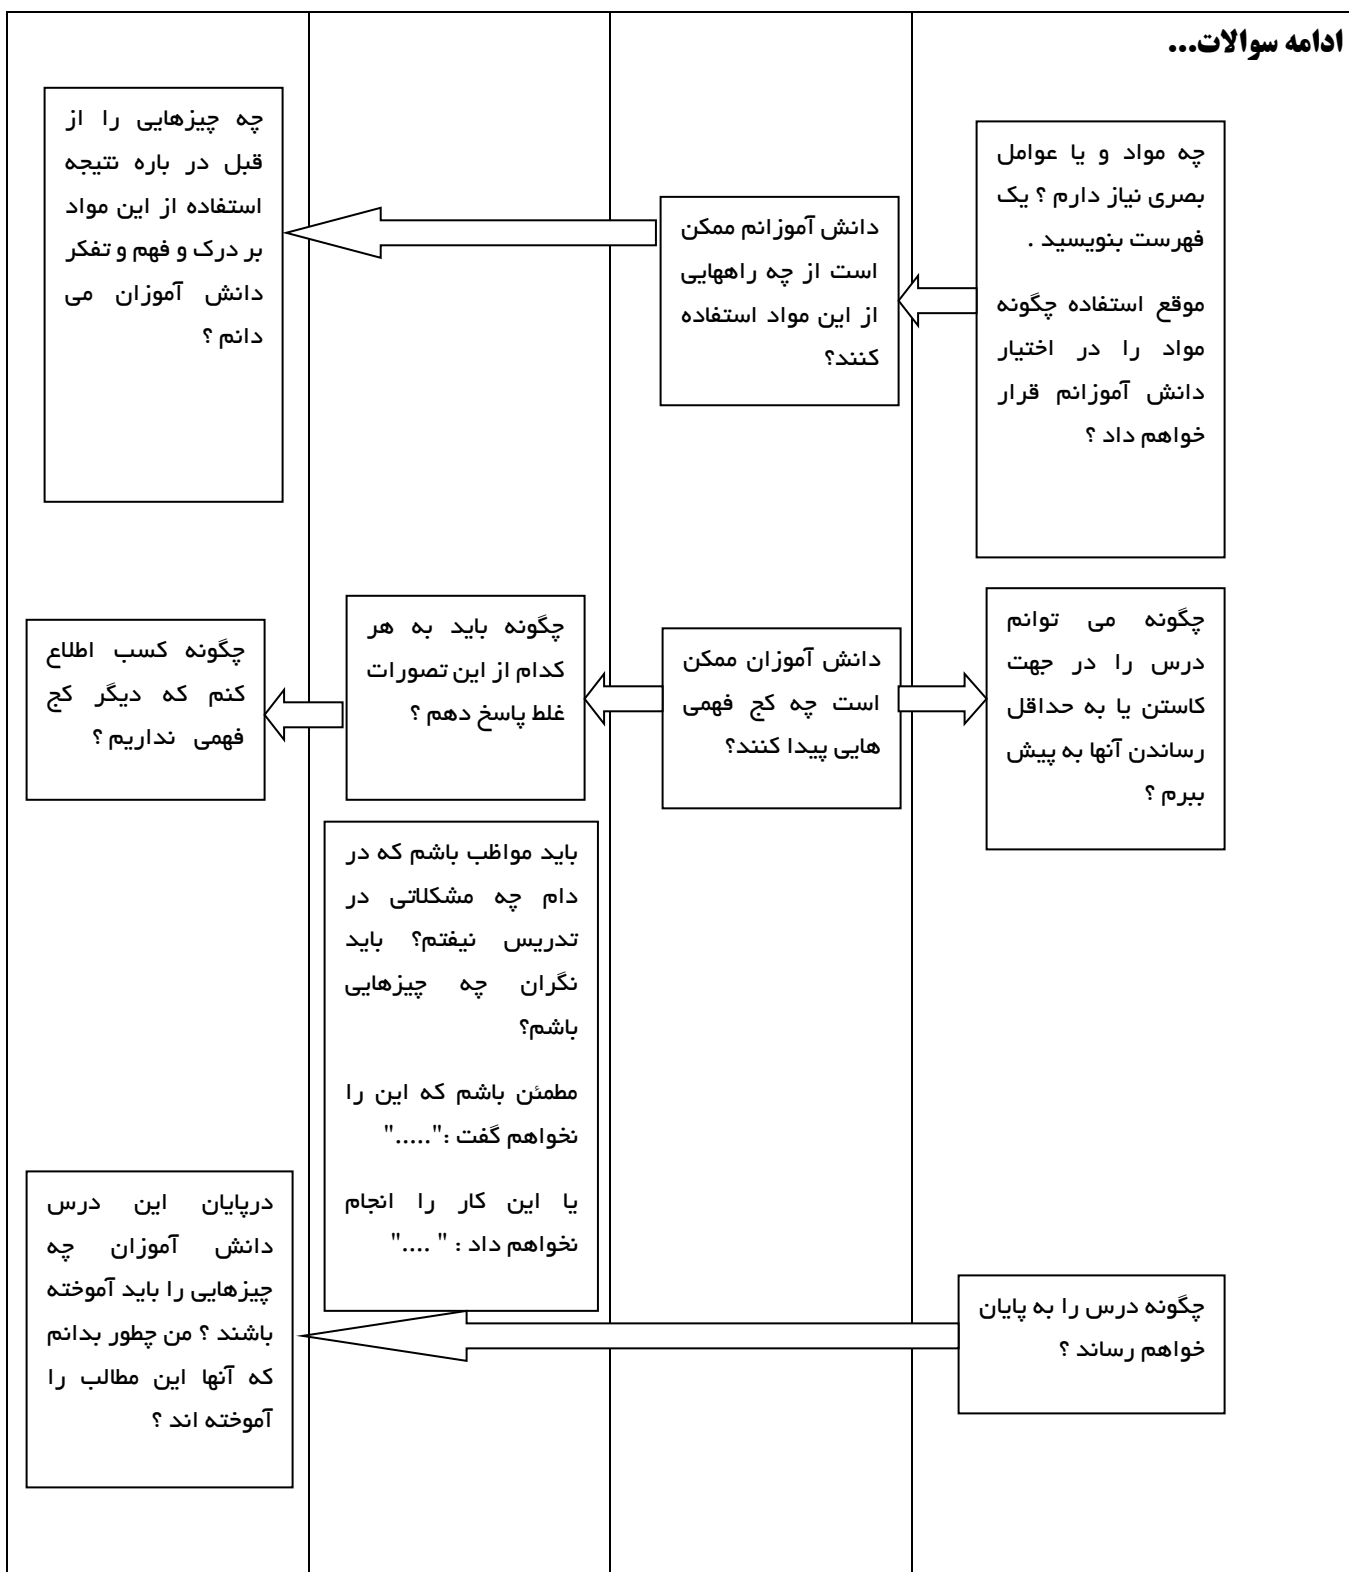 ادامه سوالات...
چه مواد و یا عوامل
بصری نیاز دارم ؟ یک
فهرست بنویسید .
موقع استفاده چگونه
مواد را در اختیار
دانش آموزانم قرار
خواهم داد ؟
دانش آموزانم ممکن
است از چه راههایی
از این مواد استفاده
کنند؟
چه چیزهایی را از
قبل در باره نتیجه
استفاده از این مواد
بر درک و فهم و تفکر
دانش آموزان می
دانم ؟
چگونه می توانم
درس را در جهت
کاستن یا به حداقل
رساندن آنها به پیش
ببرم ؟
دانش آموزان ممکن
است چه کج فهمی
هایی پیدا کنند؟
چگونه باید به هر
کدام از این تصورات
غلط پاسخ دهم ؟
چگونه کسب اطلاع
کنم که دیگر کج
فهمی نداریم ؟
باید مواظب باشم که در
دام چه مشکلاتی در
تدریس نیفتم؟ باید
نگران چه چیزهایی
باشم؟
مطمئن باشم که این را
نخواهم گفت :"....."
یا این کار را انجام
نخواهم داد : " ...."
چگونه درس را به پایان
خواهم رساند ؟
درپایان این درس
دانش آموزان چه
چیزهایی را باید آموخته
باشند ؟ من چطور بدانم
که آنها این مطالب را
آموخته اند ؟